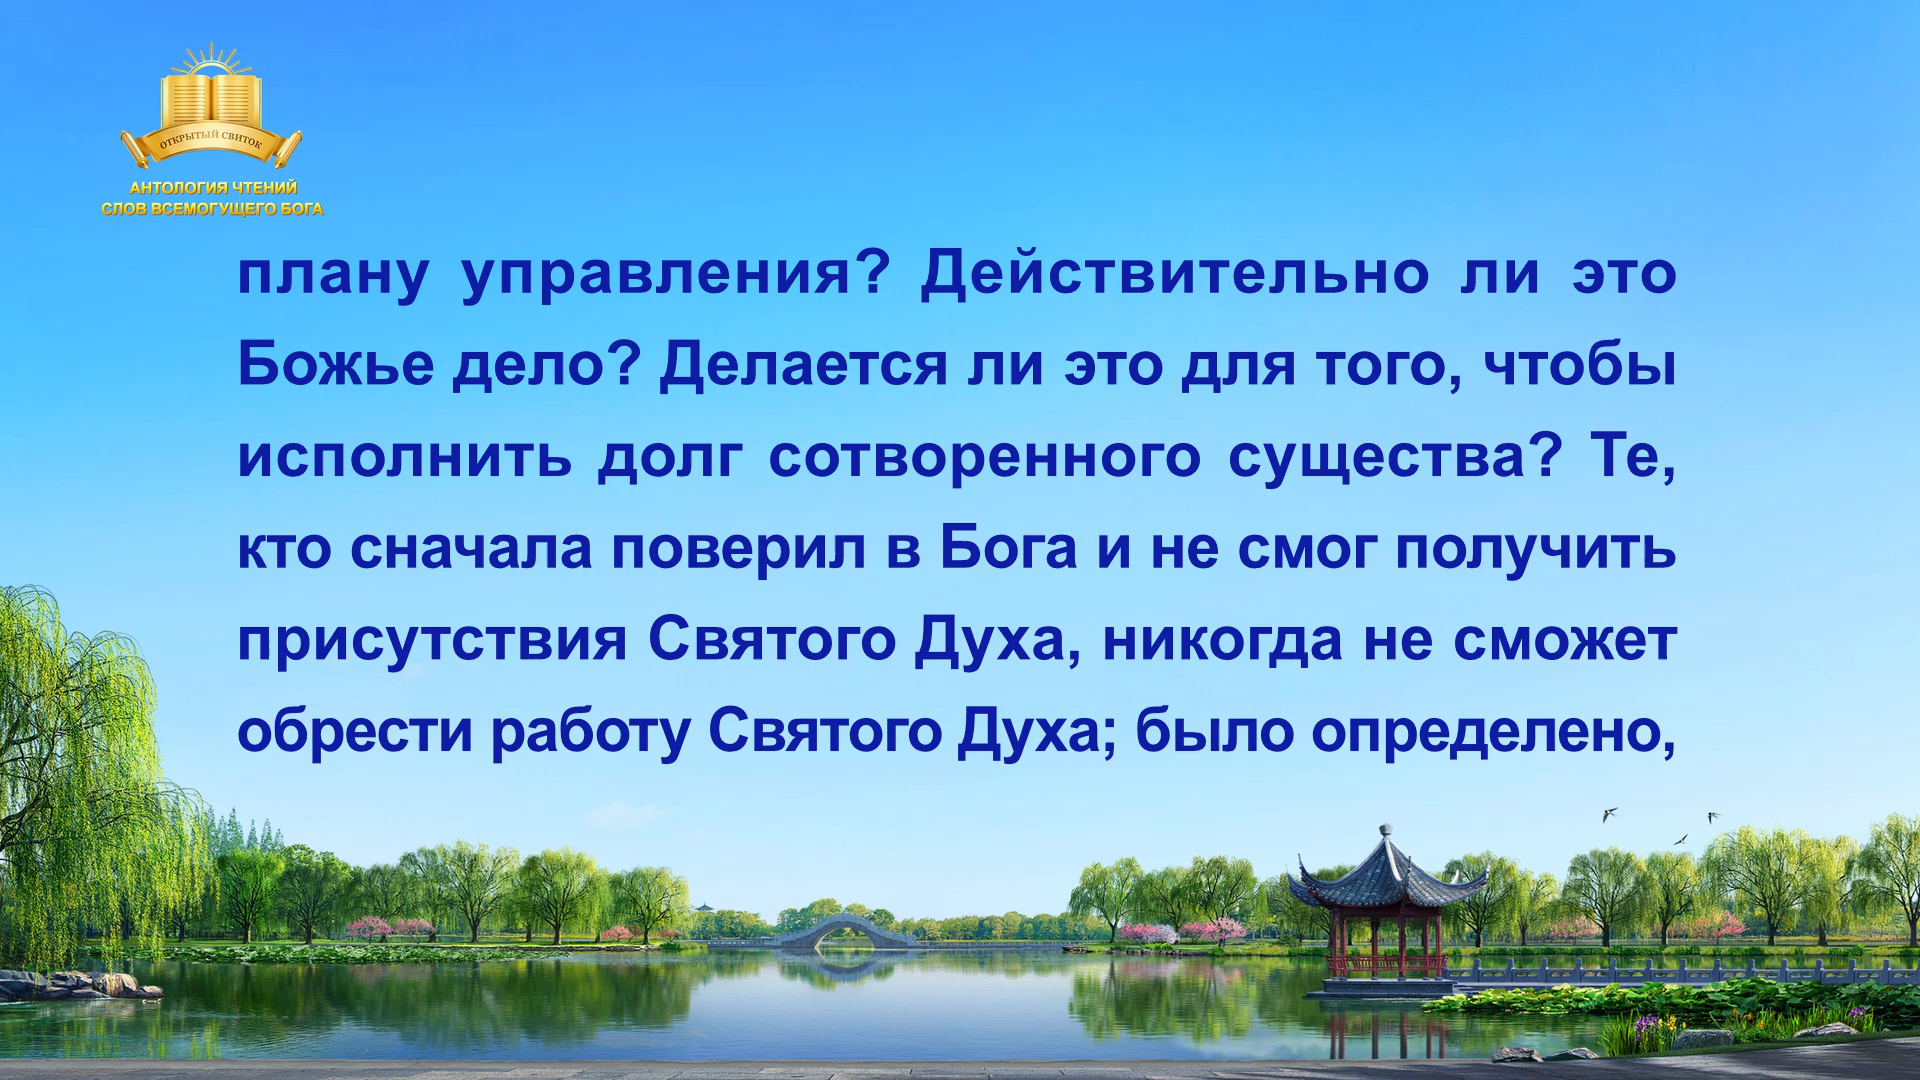 ОТКРЫТЫЙ СВИТОК
АНТОЛОГИЯ ЧТЕНИЙ
СЛОВ ВСЕМОГУЩЕГО БОГА
плану управления? Действительно ли это
Божье дело? Делается ли это для того, чтобы
исполнить долг сотворенного существа? Те,
кто сначала поверил в Бога и не смог получить
присутствия Святого Духа, никогда не сможет
обрести работу Святого Духа; было определено,